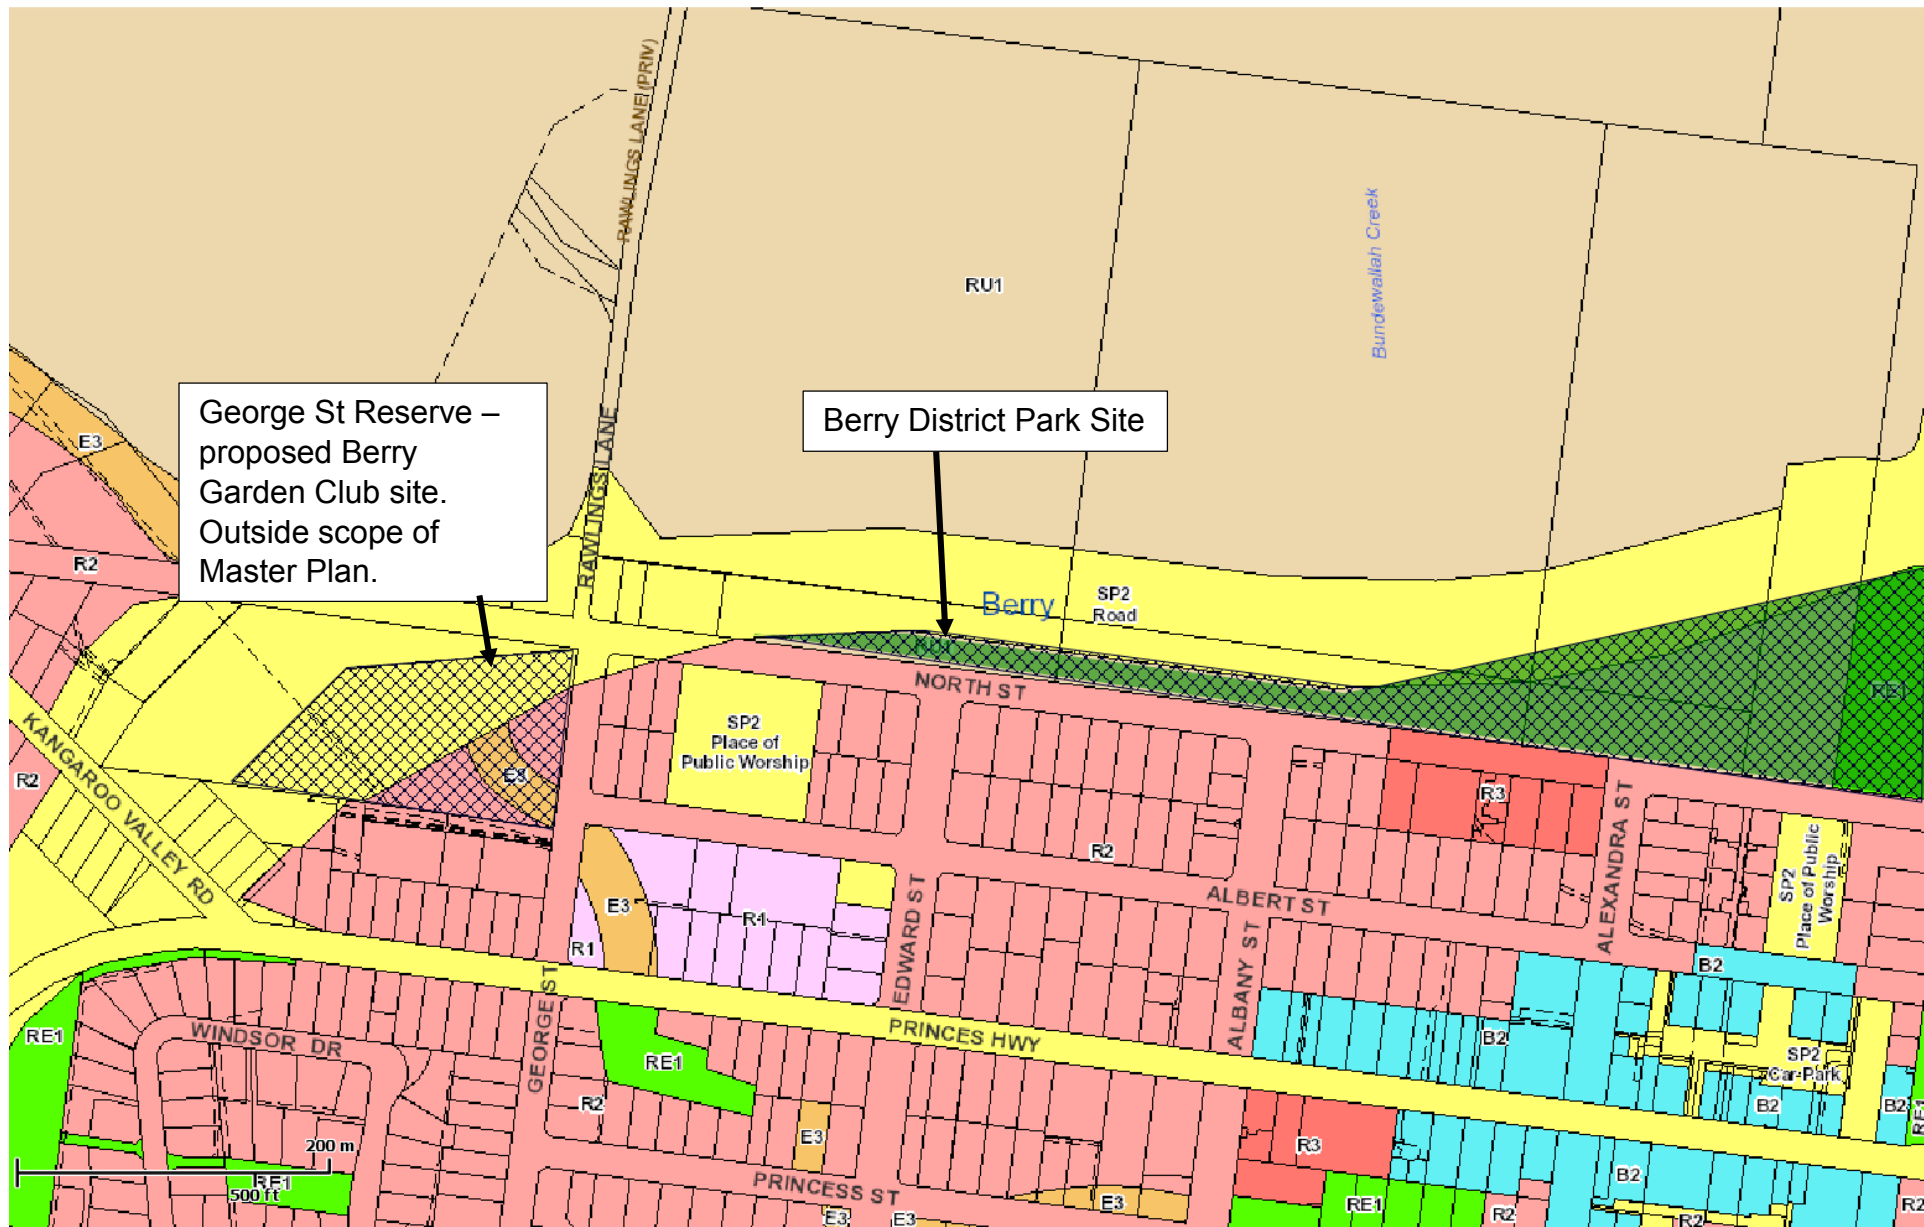 RAWLINGS LANE (PRIV)
RU1
Bundewallah Creek
George St Reserve –
proposed Berry
Garden Club site.
Outside scope of
Master Plan.
Berry District Park Site
E3
RAWLINGS LANE
R2
Berry
SP2
Road
NORTH ST
RE1
KANGAROO VALLEY RD
R2
SP2
Place of
Public Worship
E3
R3
R2
ALBERT ST
ALEXANDRA ST
SP2
Place of Public
Worship
E3
R1
R1
EDWARD ST
ALBANY ST
B2
GEORGE ST
RE1
WINDSOR DR
PRINCES HWY
RE1
B2
SP2
Car-Park
B2
B2
RE1
R2
E3
R3
200 m
500 ft
RE1
PRINCESS ST
E3
E3
E3
RE1
R2
B2
R2
R2